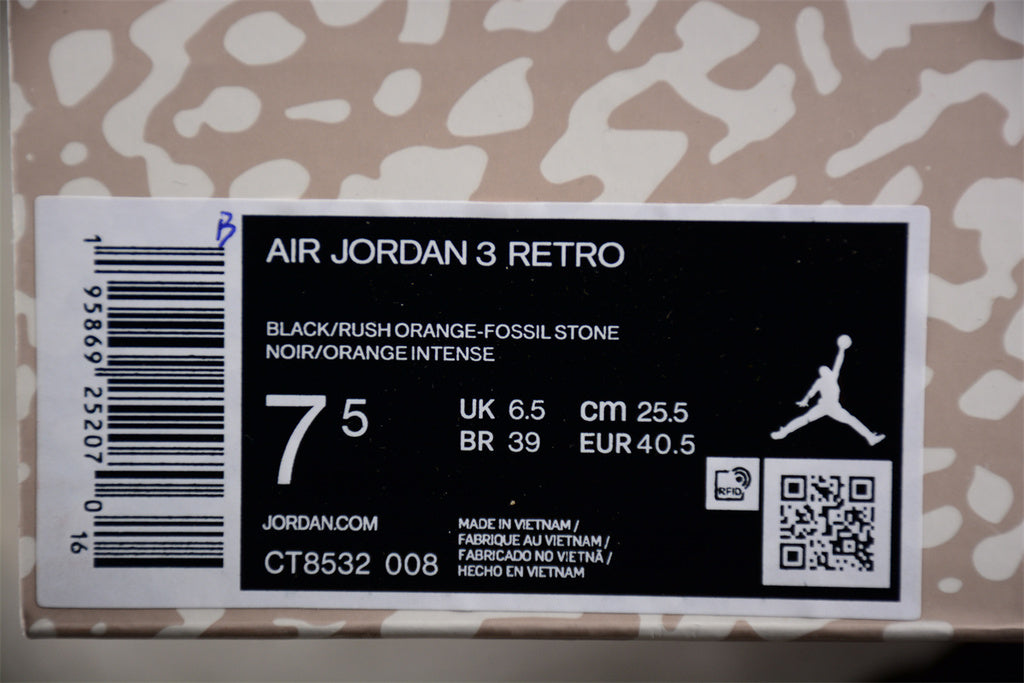 B
1 95869 25207 0
16
AIR JORDAN 3 RETRO
BLACK/RUSH ORANGE-FOSSIL STONE
NOIR/ORANGE INTENSE
7 5
UK 6.5 cm 25.5
BR 39 EUR 40.5
RFID
JORDAN.COM
CT8532 008
MADE IN VIETNAM /
FABRIQUE AU VIETNAM /
FABRICADO NO VIETNÃ /
HECHO EN VIETNAM